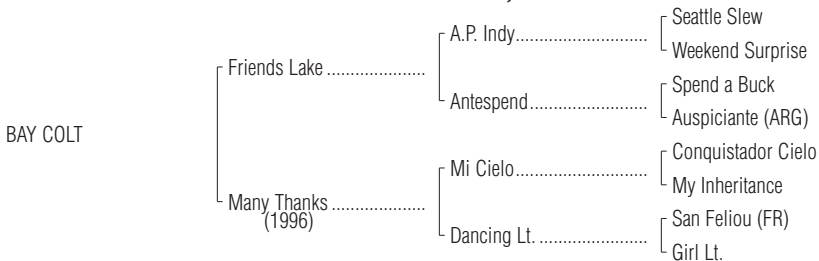 Seattle Slew
A.P. Indy
Weekend Surprise
Friends Lake
Spend a Buck
Antespend
Auspiciante (ARG)
BAY COLT
Conquistador Cielo
Mi Cielo
My Inheritance
Many Thanks
(1996)
San Feliou (FR)
Dancing Lt.
Girl Lt.